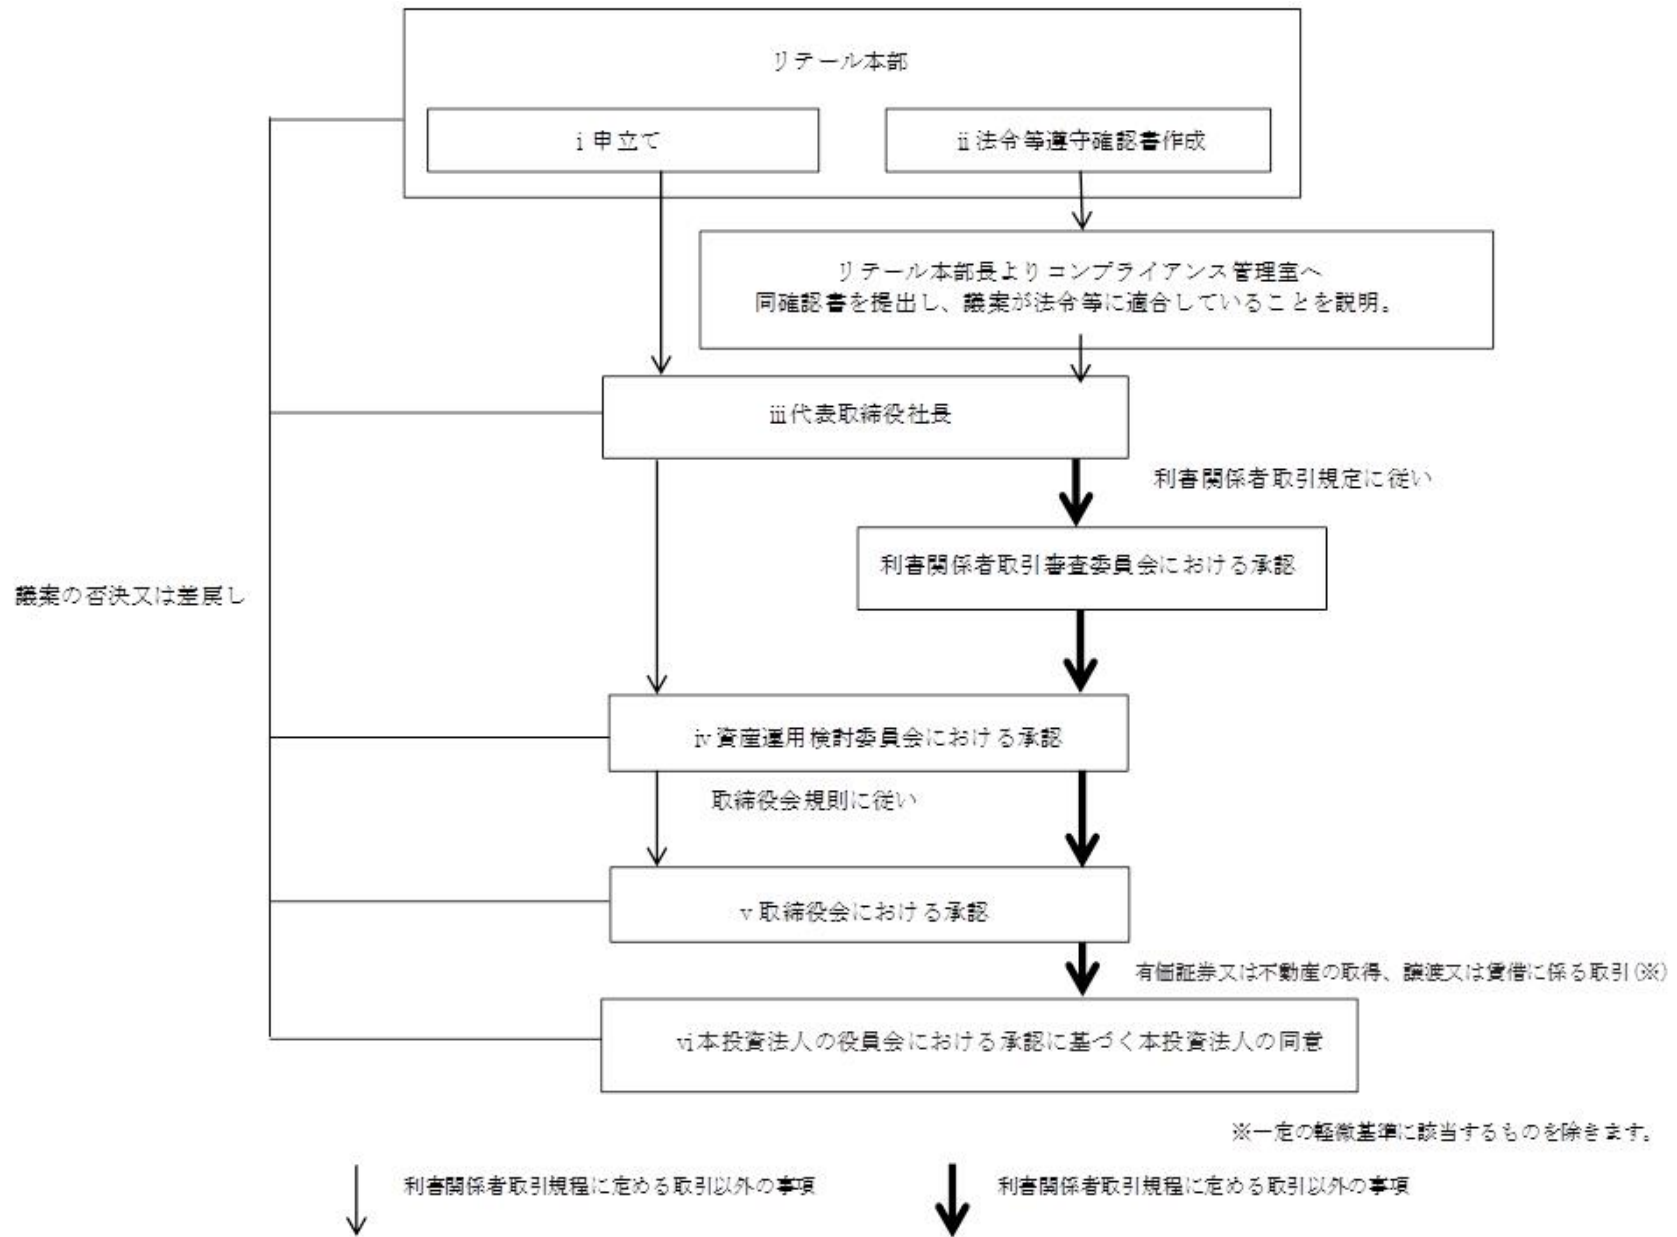 リテール本部
ⅰ申立て
ⅱ法令等遵守確認書作成
リテール本部長よりコンプライアンス管理室へ
同確認書を提出し、議案が法令等に適合していることを説明。
ⅲ代表取締役社長
利害関係者取引規定に従い
利害関係者取引審査委員会における承認
議案の否決又は差戻し
ⅳ資産運用検討委員会における承認
取締役会規則に従い
ⅴ取締役会における承認
有価証券又は不動産の取得、譲渡又は賃借に係る取引(※)
ⅵ本投資法人の役員会における承認に基づく本投資法人の同意
※一定の軽微基準に該当するものを除きます。
利害関係者取引規程に定める取引以外の事項
利害関係者取引規程に定める取引以外の事項